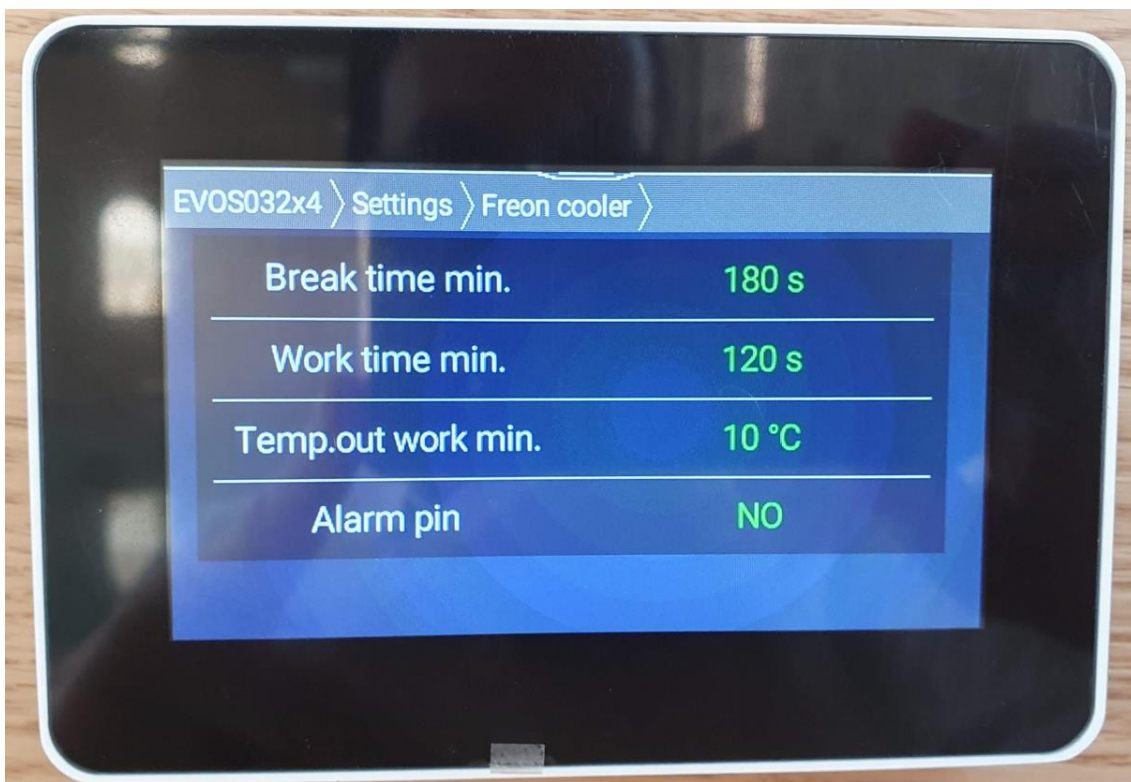 EVOS032x4 Settings Freon cooler
Break time min. 180 s
Work time min. 120 s
Temp.out work min. 10 °C
Alarm pin NO